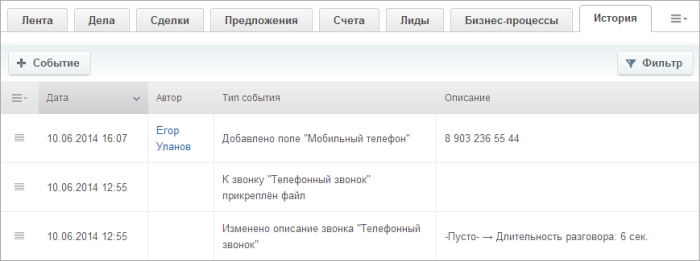 Лента Дела Сделки Предложения Счета Лиды Бизнес-процессы История
+ Событие Фильтр
Дата Автор Тип события Описание
10.06.2014 16:07 Егор Уланов Добавлено поле "Мобильный телефон" 8 903 236 55 44
10.06.2014 12:55 К звонку "Телефонный звонок"
прикреплён файл
10.06.2014 12:55 Изменено описание звонка "Телефонный
звонок" -Пусто- → Длительность разговора: 6 сек.